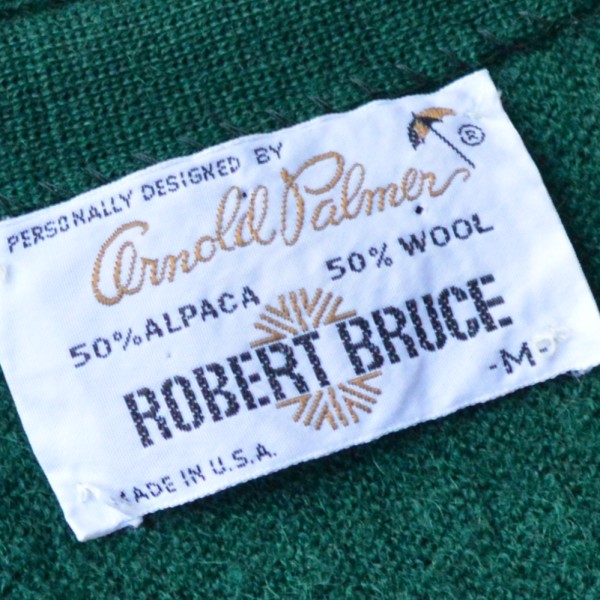 PERSONALLY DESIGNED BY
Arnold Palmer ®
50% ALPACA 50% WOOL
ROBERT BRUCE
-M-
MADE IN U.S.A.